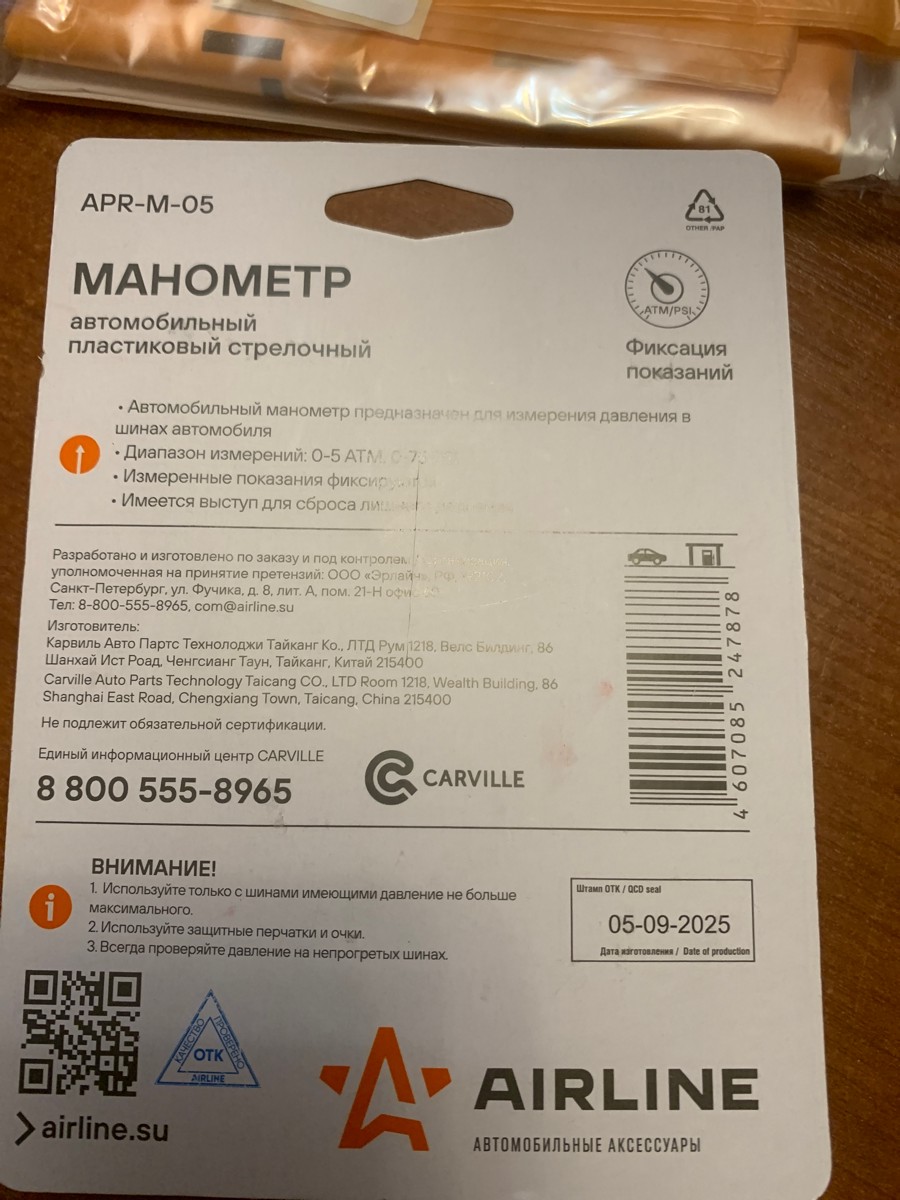 APR-M-05
81
OTHER /PAP
МАНОМЕТР
автомобильный
пластиковый стрелочный
ATM/PSI
Фиксация
показаний
• Автомобильный манометр предназначен для измерения давления в
шинах автомобиля
• Диапазон измерений: 0-5 АТМ,
• Измеренные показания
• Имеется выступ для сброса
Разработано и изготовлено по заказу и под контролем
уполномоченная на принятие претензий: ООО
Санкт-Петербург, ул. Фучика, д. 8, лит. А, пом. 21-Н
Тел: 8-800-555-8965, com@airline.su
Изготовитель:
Карвиль Авто Партс Технолоджи Тайканг Ко., ЛТД Рум 1218, Велс Билдинг, 86
Шанхай Ист Роад, Ченгсианг Таун, Тайканг, Китай 215400
Carville Auto Parts Technology Taicang CO., LTD Room 1218, Wealth Building, 86
Shanghai East Road, Chengxiang Town, Taicang, China 215400
Не подлежит обязательной сертификации.
Единый информационный центр CARVILLE
8 800 555-8965
CARVILLE
4 607085 247878
ВНИМАНИЕ!
1. Используйте только с шинами имеющими давление не больше
максимального.
2. Используйте защитные перчатки и очки.
3. Всегда проверяйте давление на непрогретых шинах.
Штамп ОТК / QCD seal
05-09-2025
Дата изготовления / Date of production
КАЧЕСТВО
ПРОВЕРЕНО
ОТК
AIRLINE
airline.su
AIRLINE
АВТОМОБИЛЬНЫЕ АКСЕССУАРЫ